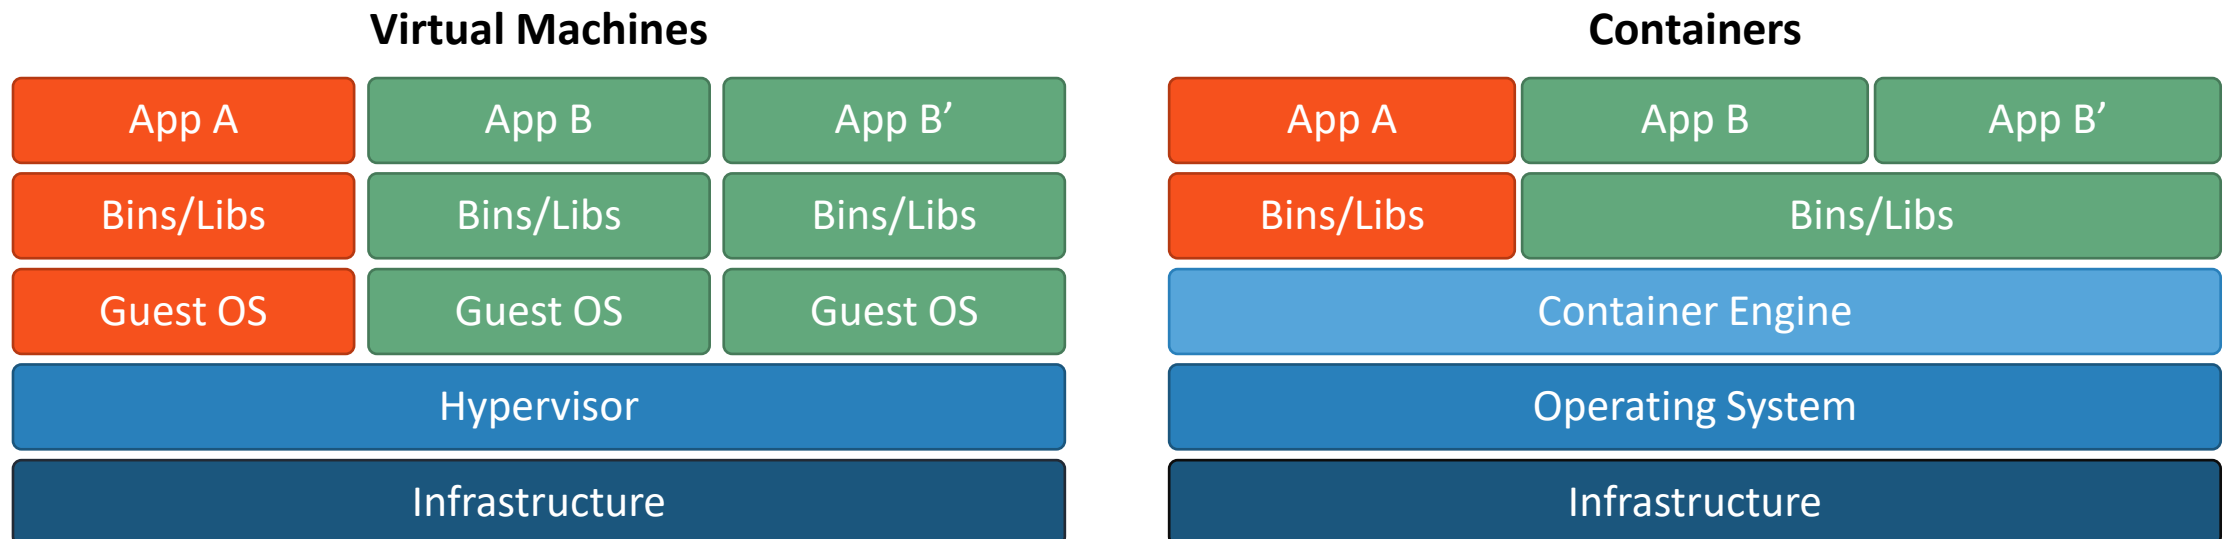 Virtual Machines
App A
App B
App B’
Bins/Libs
Bins/Libs
Bins/Libs
Guest OS
Guest OS
Guest OS
Hypervisor
Infrastructure
Containers
App A
App B
App B’
Bins/Libs
Bins/Libs
Container Engine
Operating System
Infrastructure